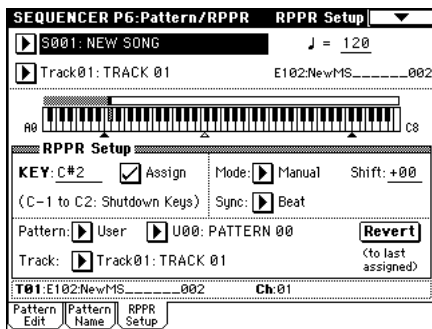 SEQUENCER P6:Pattern/RPPR RPPR Setup
S001: NEW SONG ♩ = 120
Track01: TRACK 01 E102:NewMS______002
A0 C8
RPPR Setup
KEY: C#2 Assign Mode: Manual Shift: +00
(C-1 to C2: Shutdown Keys) Sync: Beat
Pattern: User U00: PATTERN 00 Revert
Track: Track01: TRACK 01 (to last assigned)
T01:E102:NewMS______002 Ch:01
Pattern Edit Pattern Name RPPR Setup